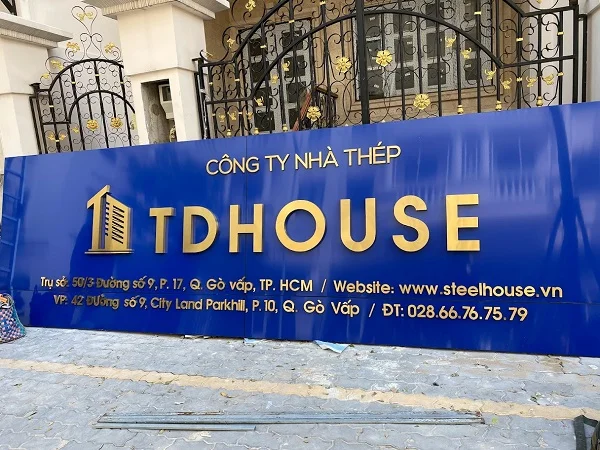 CÔNG TY NHÀ THÉP
TDHOUSE
Trụ sở: 50/3 Đường số 9, P. 17, Q. Gò vấp, TP. HCM / Website: www.steelhouse.vn
VP: 42 Đường số 9, City Land Parkhill, P. 10, Q. Gò Vấp / ĐT: 028.66.76.75.79